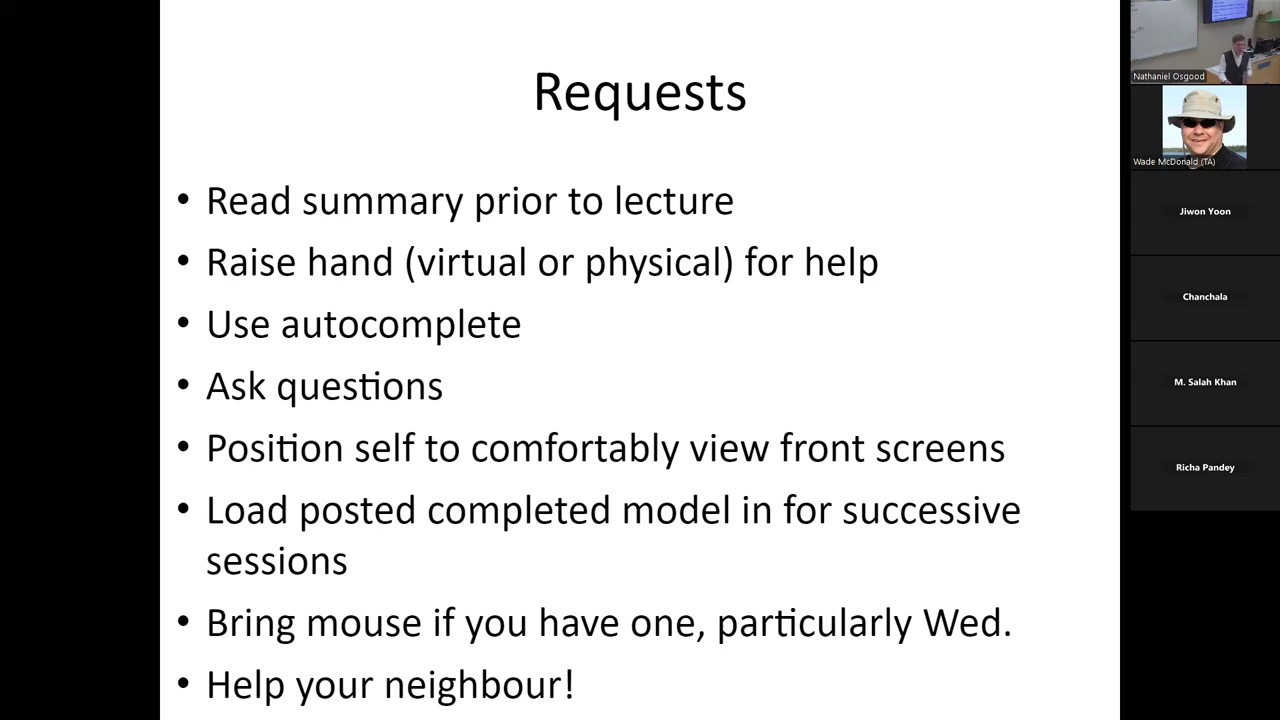 Requests
• Read summary prior to lecture
• Raise hand (virtual or physical) for help
• Use autocomplete
• Ask questions
• Position self to comfortably view front screens
• Load posted completed model in for successive
sessions
• Bring mouse if you have one, particularly Wed.
• Help your neighbour!
Nathaniel Osgood
Wade McDonald (TA)
Jiwon Yoon
Chanchala
M. Salah Khan
Richa Pandey